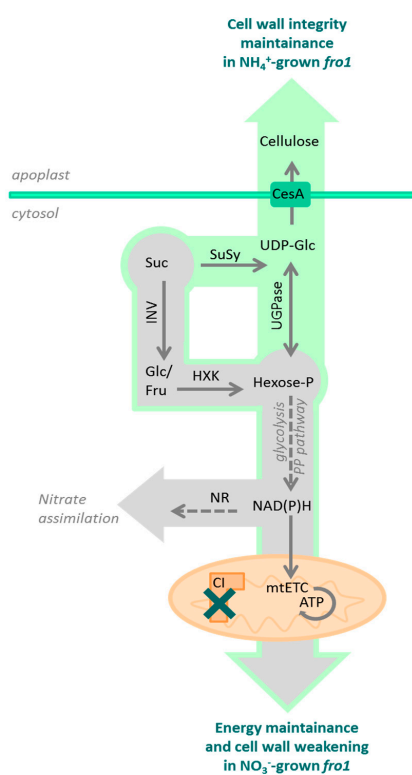 Cell wall integrity
maintainance
in NH₄⁺-grown fro1
Cellulose
apoplast
CesA
cytosol
UDP-Glc
Suc
SuSy
INV
UGPase
Glc/
Fru
HXK
Hexose-P
glycolysis
PP pathway
Nitrate
assimilation
NR
NAD(P)H
CI
mtETC
ATP
Energy maintainance
and cell wall weakening
in NO₃⁻-grown fro1